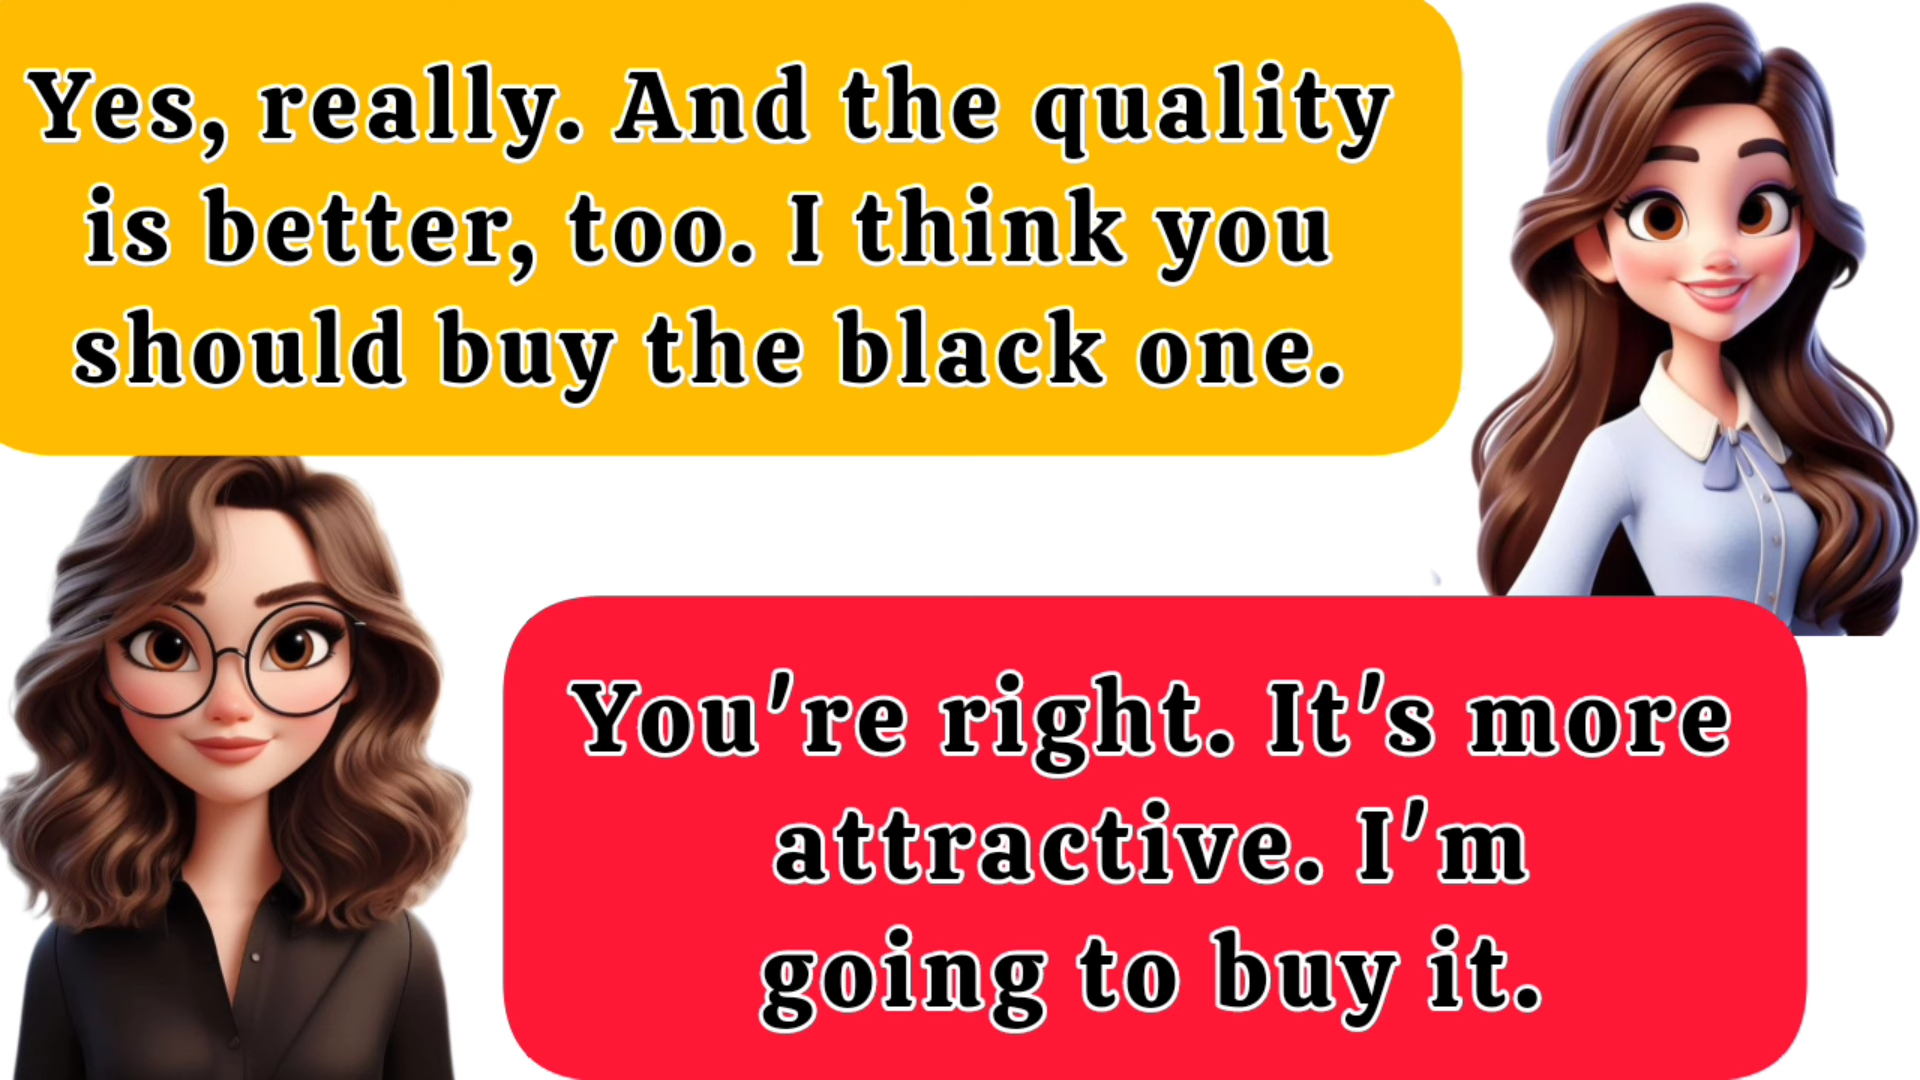 Yes, really. And the quality
is better, too. I think you
should buy the black one.
You're right. It's more
attractive. I'm
going to buy it.